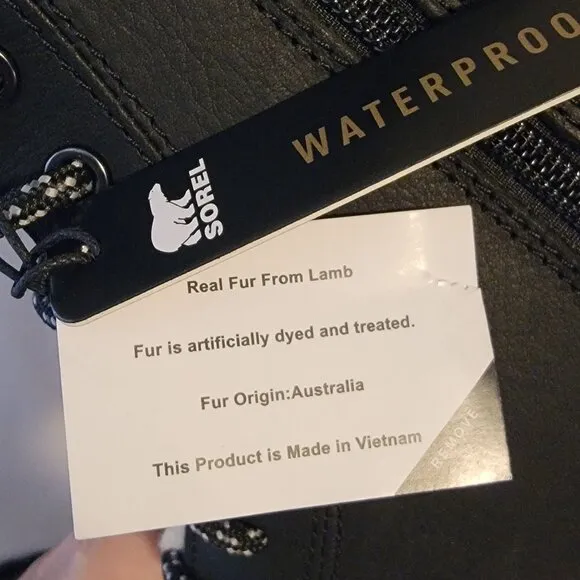 WATERPROO
SOREL
Real Fur From Lamb
Fur is artificially dyed and treated.
Fur Origin:Australia
This Product is Made in Vietnam
REMOVE